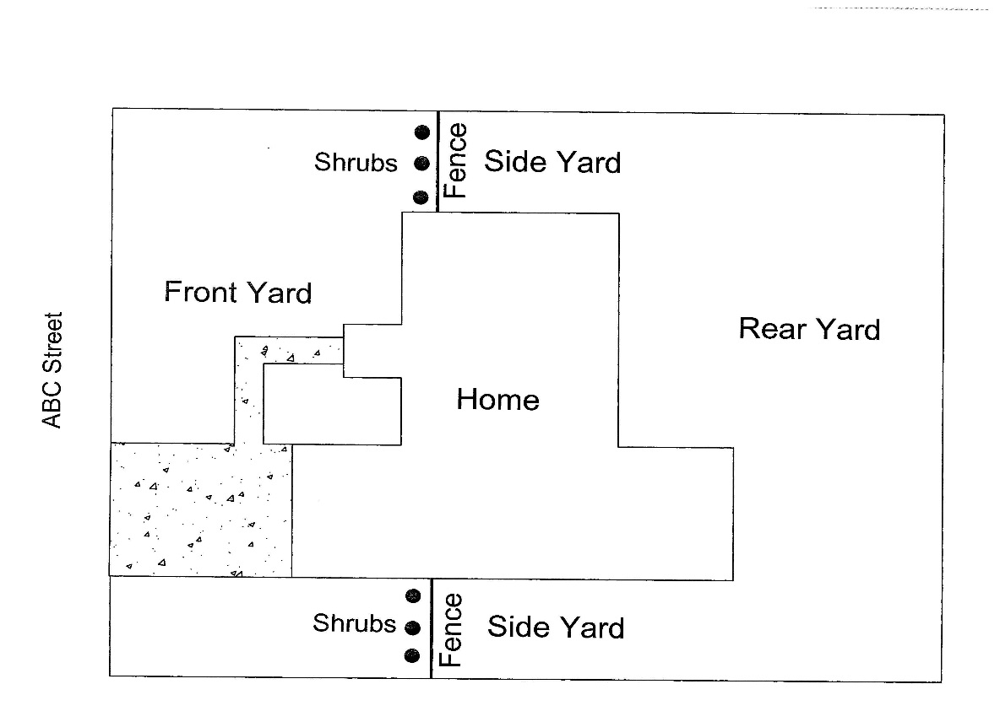 Shrubs
Fence
Side Yard
Front Yard
ABC Street
Rear Yard
Home
Shrubs
Fence
Side Yard